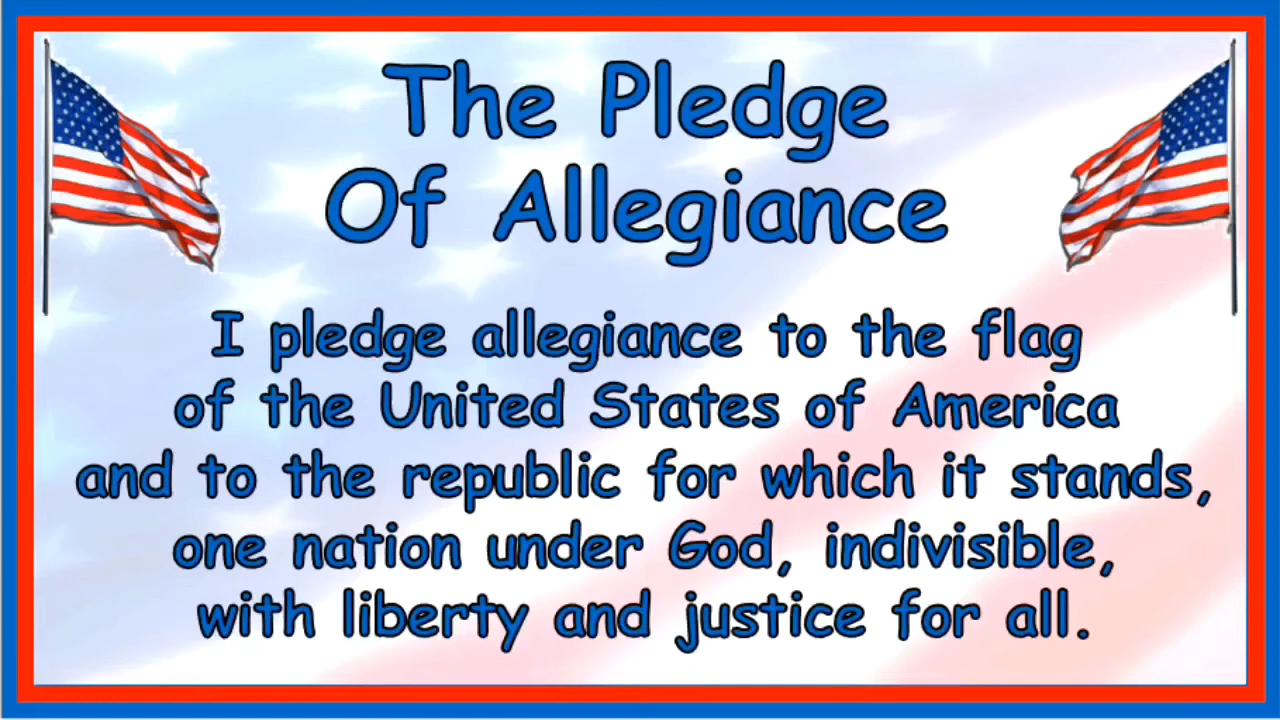 The Pledge
Of Allegiance
I pledge allegiance to the flag
of the United States of America
and to the republic for which it stands,
one nation under God, indivisible,
with liberty and justice for all.